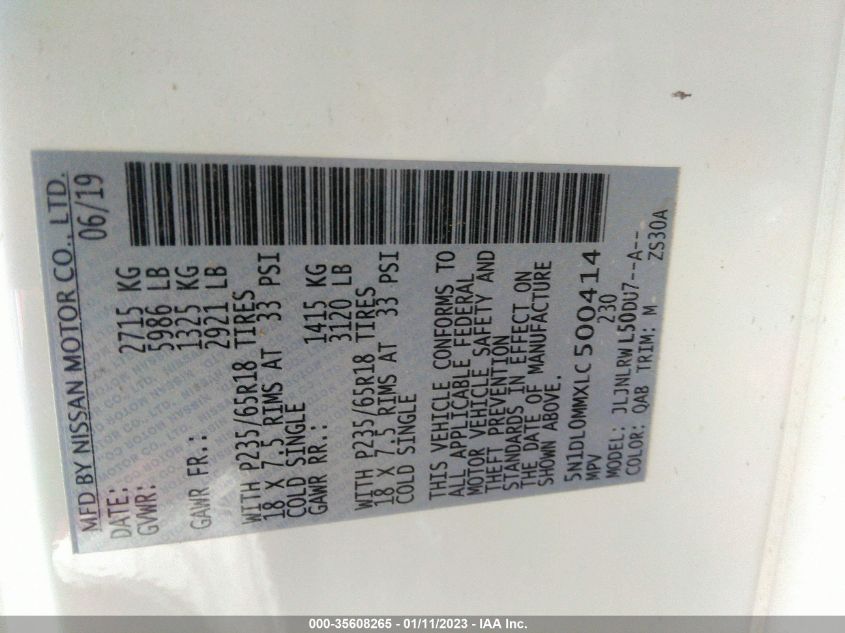 MFD BY NISSAN MOTOR CO., LTD.
DATE: 06/19
GVWR: 2715 KG
5986 LB
GAWR FR.: 1325 KG
2921 LB
WITH P235/65R18 TIRES
18 X 7.5 RIMS AT 33 PSI
COLD SINGLE
GAWR RR.: 1415 KG
3120 LB
WITH P235/65R18 TIRES
18 X 7.5 RIMS AT 33 PSI
COLD SINGLE
THIS VEHICLE CONFORMS TO
ALL APPLICABLE FEDERAL
MOTOR VEHICLE SAFETY AND
THEFT PREVENTION
STANDARDS IN EFFECT ON
THE DATE OF MANUFACTURE
SHOWN ABOVE.
5N1DL0MMXLC500414
MPV 230
MODEL: JLJNLRWL50DU7--A--
COLOR: QAB TRIM: M ZS30A
000-35608265 - 01/11/2023 - IAA Inc.